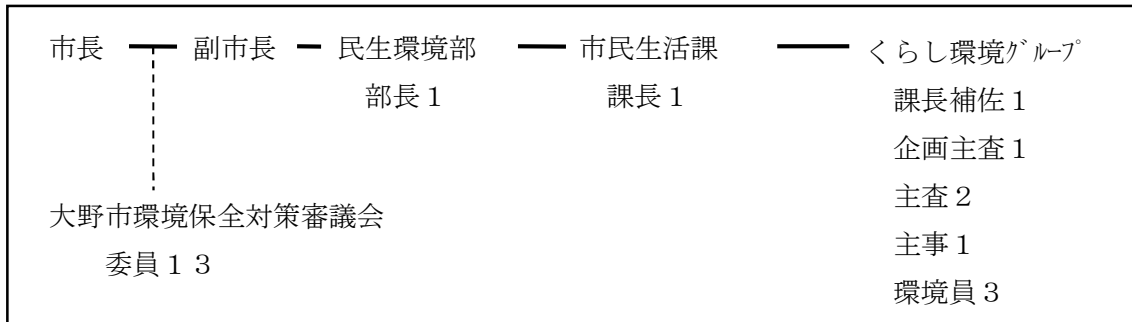 市長 副市長 民生環境部 市民生活課 くらし環境ｸﾞﾙｰﾌﾟ
部長１ 課長１ 課長補佐１
企画主査１
主査２
大野市環境保全対策審議会 主事１
委員１３ 環境員３